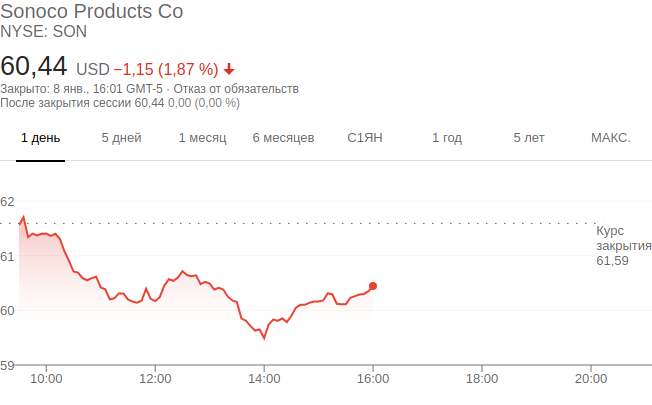 Sonoco Products Co
NYSE: SON
60,44 USD −1,15 (1,87 %)
Закрыто: 8 янв., 16:01 GMT-5 · Отказ от обязательств
После закрытия сессии 60,44 0,00 (0,00 %)
1 день 5 дней 1 месяц 6 месяцев С1ЯН 1 год 5 лет МАКС.
62
Курс
закрытия
61,59
61
60
59
10:00 12:00 14:00 16:00 18:00 20:00